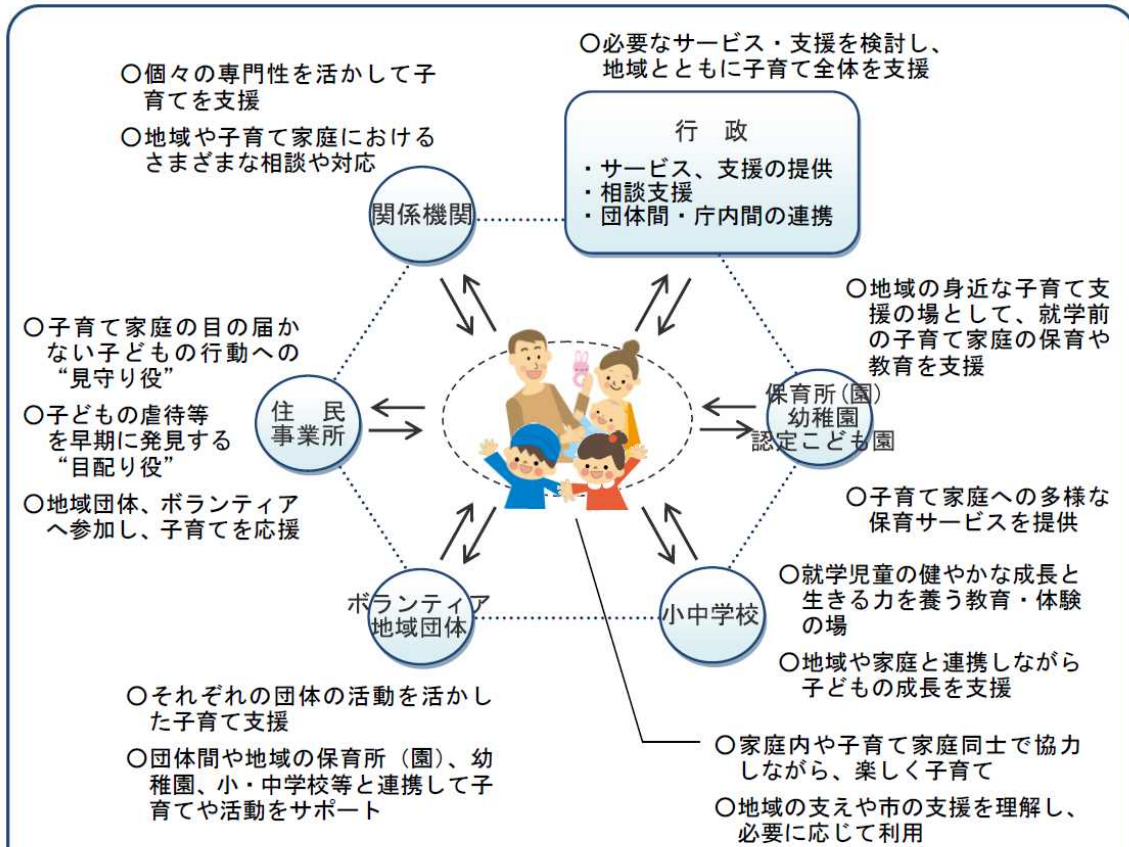 〇個々の専門性を活かして子
育てを支援
〇地域や子育て家庭における
さまざまな相談や対応
関係機関
〇必要なサービス・支援を検討し、
地域とともに子育て全体を支援
行　政
・サービス、支援の提供
・相談支援
・団体間・庁内間の連携
〇地域の身近な子育て支
援の場として、就学前
の子育て家庭の保育や
教育を支援
保育所（園）
幼稚園
認定こども園
〇子育て家庭への多様な
保育サービスを提供
〇子育て家庭の目の届か
ない子どもの行動への
“見守り役”
〇子どもの虐待等
を早期に発見する
“目配り役”
〇地域団体、ボランティア
へ参加し、子育てを応援
住　民
事業所
ボランティア
地域団体
〇それぞれの団体の活動を活かし
た子育て支援
〇団体間や地域の保育所（園）、幼
稚園、小・中学校等と連携して子
育てや活動をサポート
小中学校
〇就学児童の健やかな成長と
生きる力を養う教育・体験
の場
〇地域や家庭と連携しながら
子どもの成長を支援
〇家庭内や子育て家庭同士で協力
しながら、楽しく子育て
〇地域の支えや市の支援を理解し、
必要に応じて利用